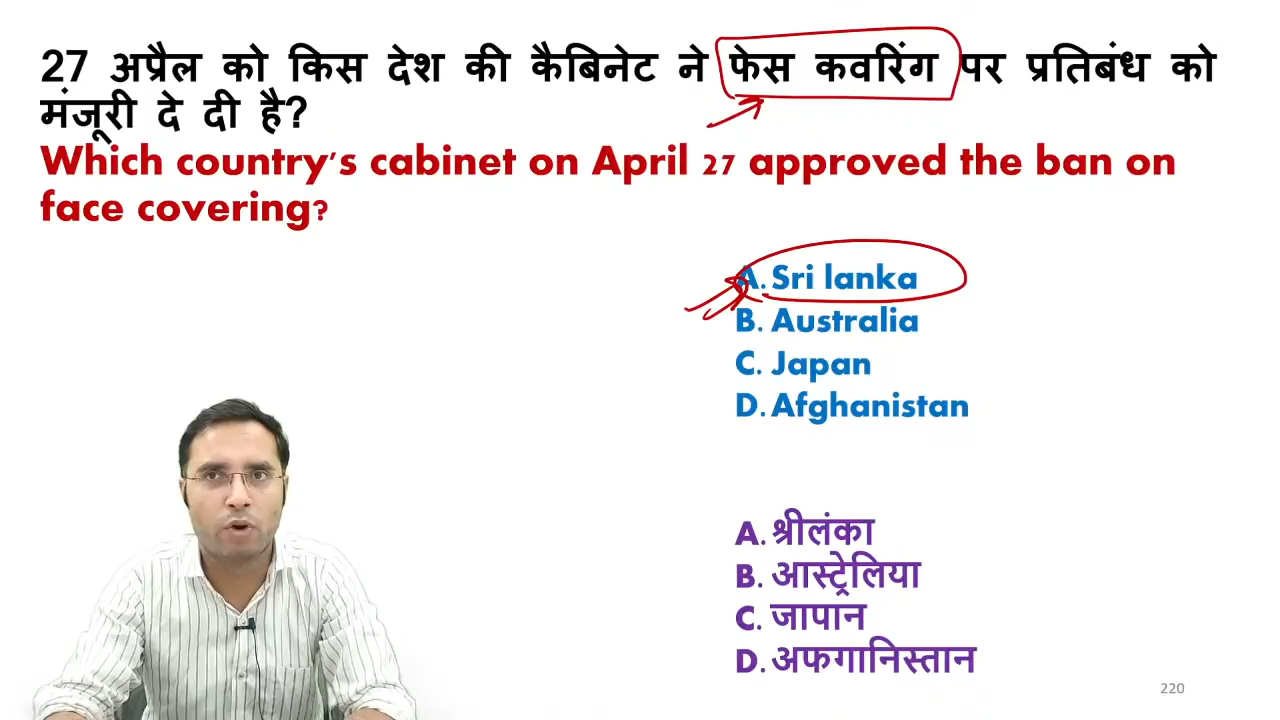 27 अप्रैल को किस देश की कैबिनेट ने फेस कवरिंग पर प्रतिबंध को
मंजूरी दे दी है?
Which country's cabinet on April 27 approved the ban on
face covering?
A. Sri lanka
B. Australia
C. Japan
D. Afghanistan
A. श्रीलंका
B. आस्ट्रेलिया
C. जापान
D. अफगानिस्तान
220